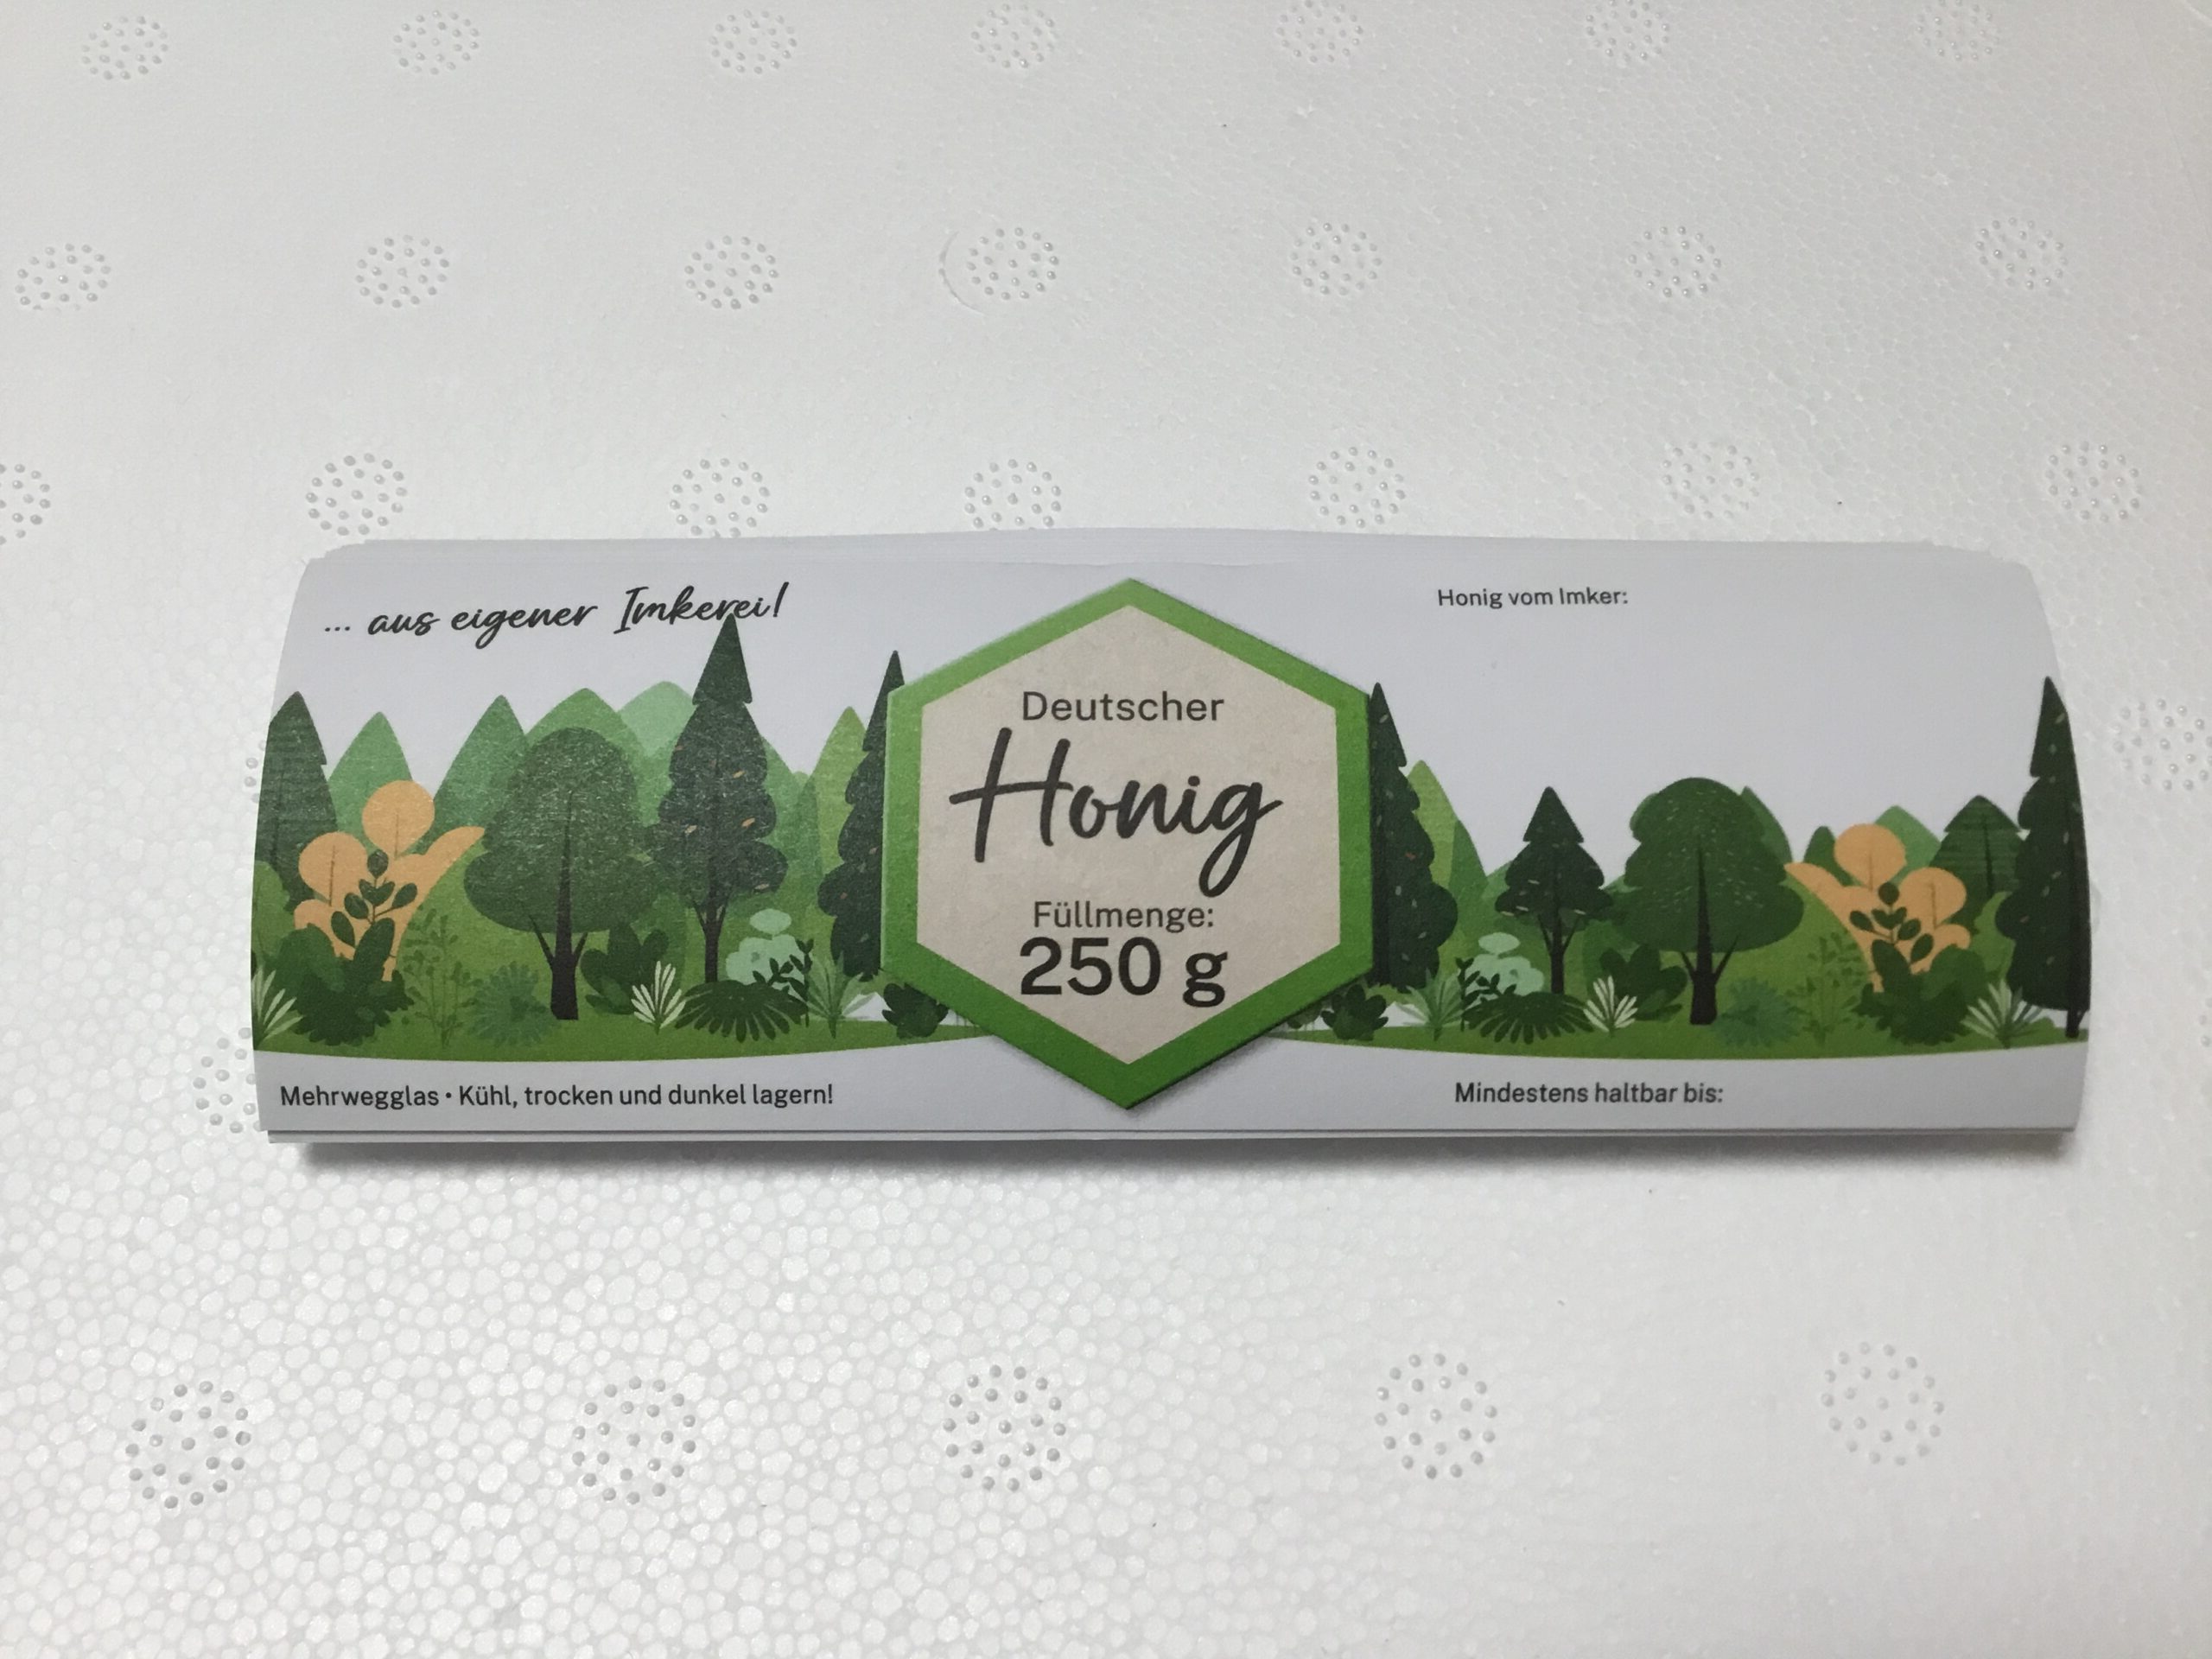 ... aus eigener Imkerei!
Honig vom Imker:
Deutscher
Honig
Füllmenge:
250 g
Mehrwegglas • Kühl, trocken und dunkel lagern!
Mindestens haltbar bis: